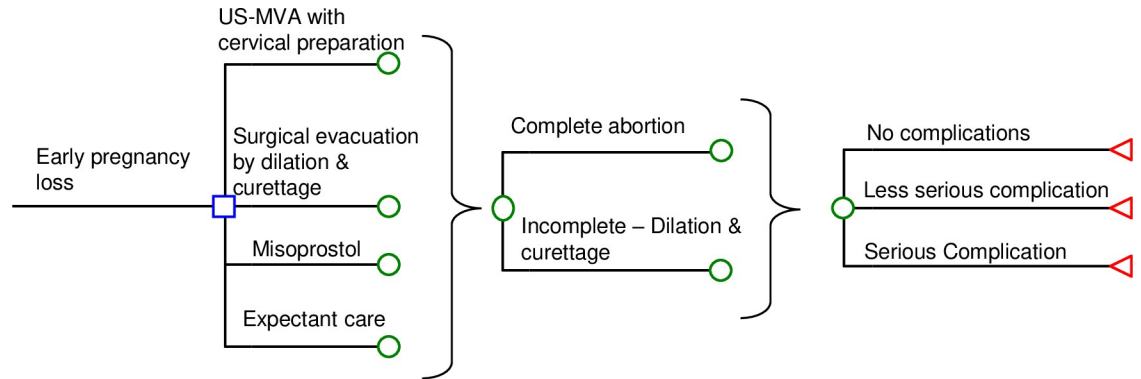 US-MVA with
cervical preparation
Surgical evacuation
by dilation &
curettage
Early pregnancy
loss
Misoprostol
Expectant care
Complete abortion
Incomplete – Dilation &
curettage
No complications
Less serious complication
Serious Complication